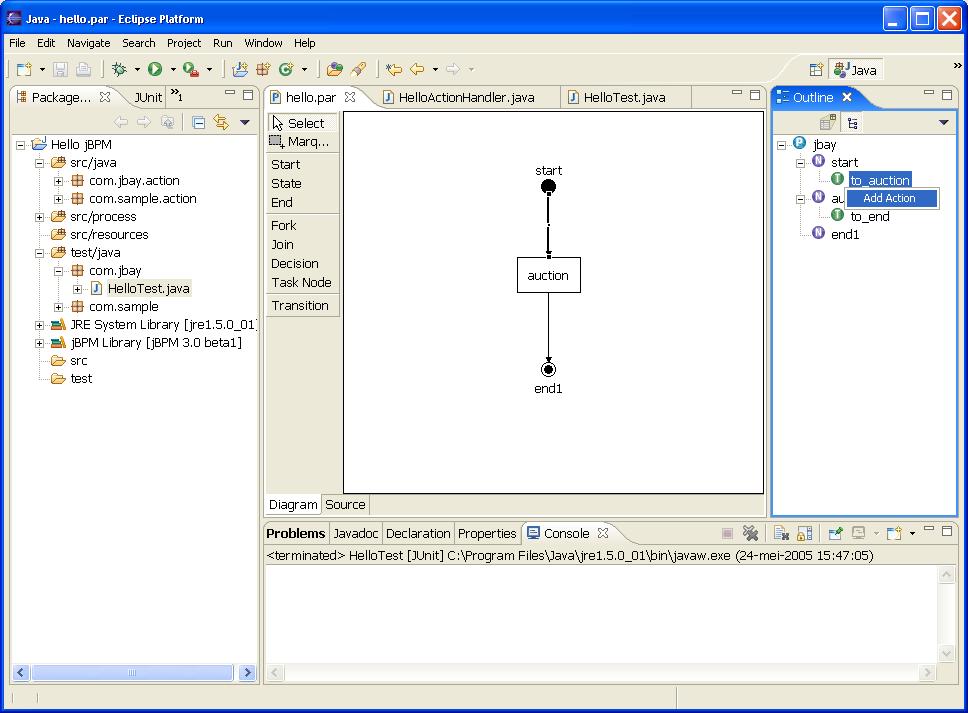 Java - hello.par - Eclipse Platform
File Edit Navigate Search Project Run Window Help
Java
Package...
JUnit
1
Hello jBPM
src/java
com.jbay.action
com.sample.action
src/process
src/resources
test/java
com.jbay
HelloTest.java
com.sample
JRE System Library [jre1.5.0_01]
jBPM Library [jBPM 3.0 beta1]
src
test
hello.par
HelloActionHandler.java
HelloTest.java
Select
Marq...
Start
State
End
Fork
Join
Decision
Task Node
Transition
start
auction
end1
Diagram
Source
Outline
jbay
start
to_auction
au
Add Action
to_end
end1
Problems Javadoc Declaration Properties Console
<terminated> HelloTest [JUnit] C:\Program Files\Java\jre1.5.0_01\bin\javaw.exe (24-mei-2005 15:47:05)